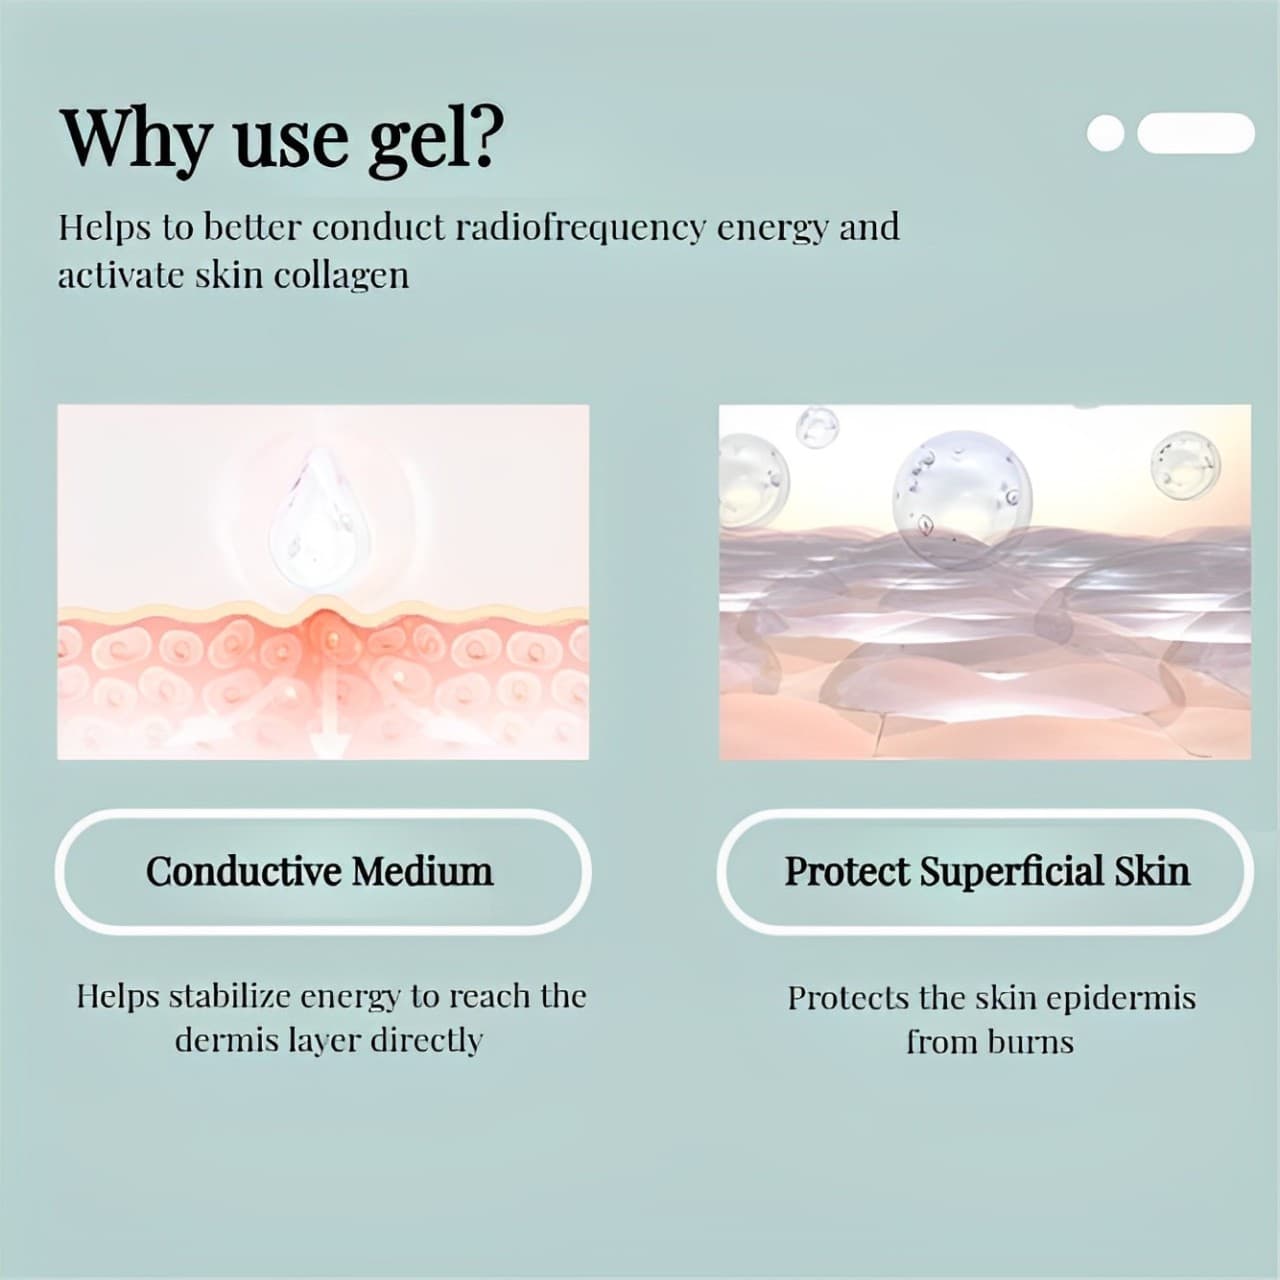 Why use gel?
Helps to better conduct radiofrequency energy and
activate skin collagen
Conductive Medium
Protect Superficial Skin
Helps stabilize energy to reach the
dermis layer directly
Protects the skin epidermis
from burns